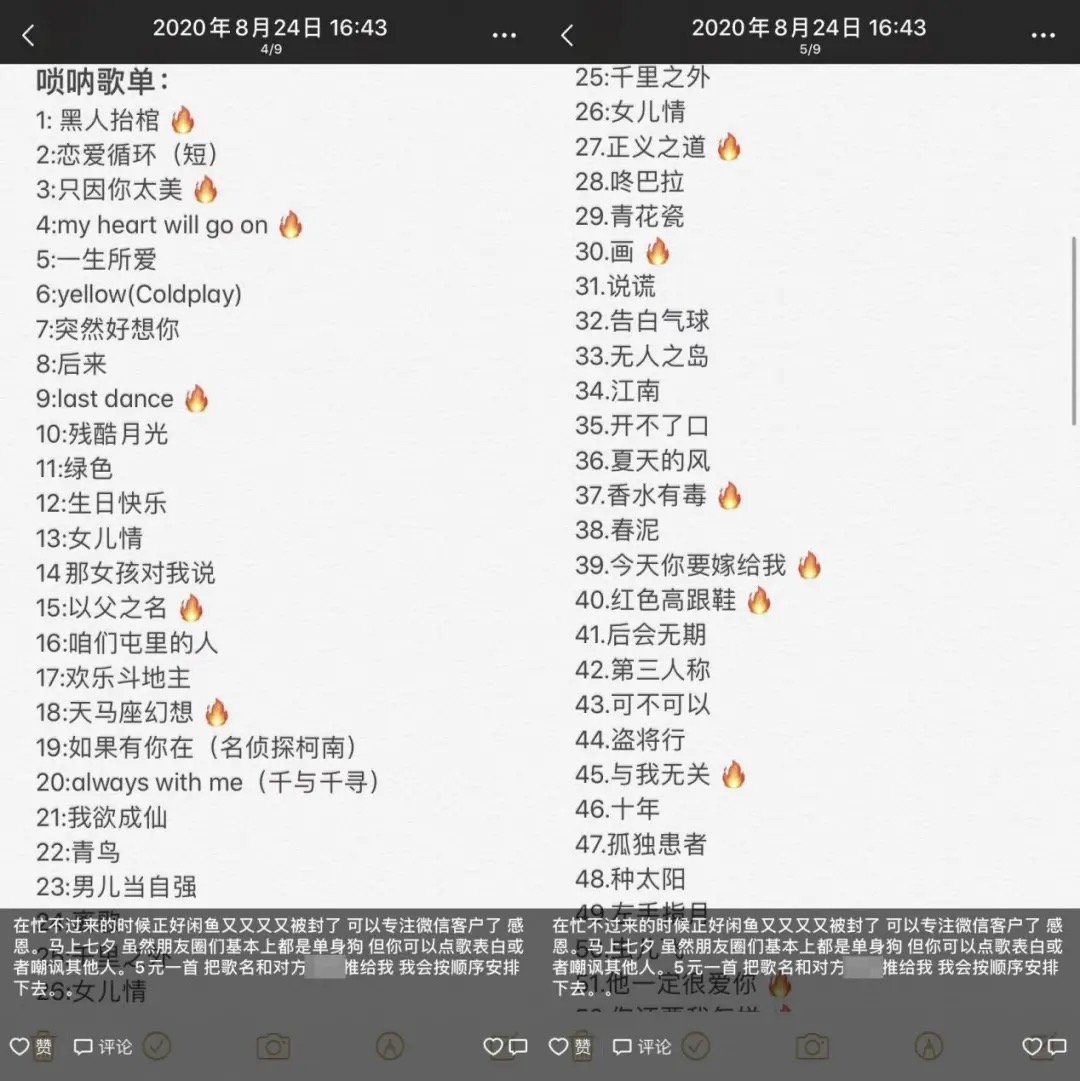 2020年8月24日 16:43
4/9
唢呐歌单：
1: 黑人抬棺🔥
2:恋爱循环（短）
3:只因你太美🔥
4:my heart will go on🔥
5:一生所爱
6:yellow(Coldplay)
7:突然好想你
8:后来
9:last dance🔥
10:残酷月光
11:绿色
12:生日快乐
13:女儿情
14那女孩对我说
15:以父之名🔥
16:咱们屯里的人
17:欢乐斗地主
18:天马座幻想🔥
19:如果有你在（名侦探柯南）
20:always with me（千与千寻）
21:我欲成仙
22:青鸟
23:男儿当自强
26:女儿情
在忙不过来的时候正好闲鱼又又又又被封了 可以专注微信客户了 感
恩。马上七夕 虽然朋友圈们基本上都是单身狗 但你可以点歌表白或
者嘲讽其他人。5元一首 把歌名和对方 推给我 我会按顺序安排
下去。。
赞 评论
2020年8月24日 16:43
5/9
25:千里之外
26:女儿情
27.正义之道🔥
28.咚巴拉
29.青花瓷
30.画🔥
31.说谎
32.告白气球
33.无人之岛
34.江南
35.开不了口
36.夏天的风
37.香水有毒🔥
38.春泥
39.今天你要嫁给我🔥
40.红色高跟鞋🔥
41.后会无期
42.第三人称
43.可不可以
44.盗将行
45.与我无关🔥
46.十年
47.孤独患者
48.种太阳
49.左手指月
51.他一定很爱你🔥
在忙不过来的时候正好闲鱼又又又又被封了 可以专注微信客户了 感
恩。马上七夕 虽然朋友圈们基本上都是单身狗 但你可以点歌表白或
者嘲讽其他人。5元一首 把歌名和对方 推给我 我会按顺序安排
下去。。
赞 评论